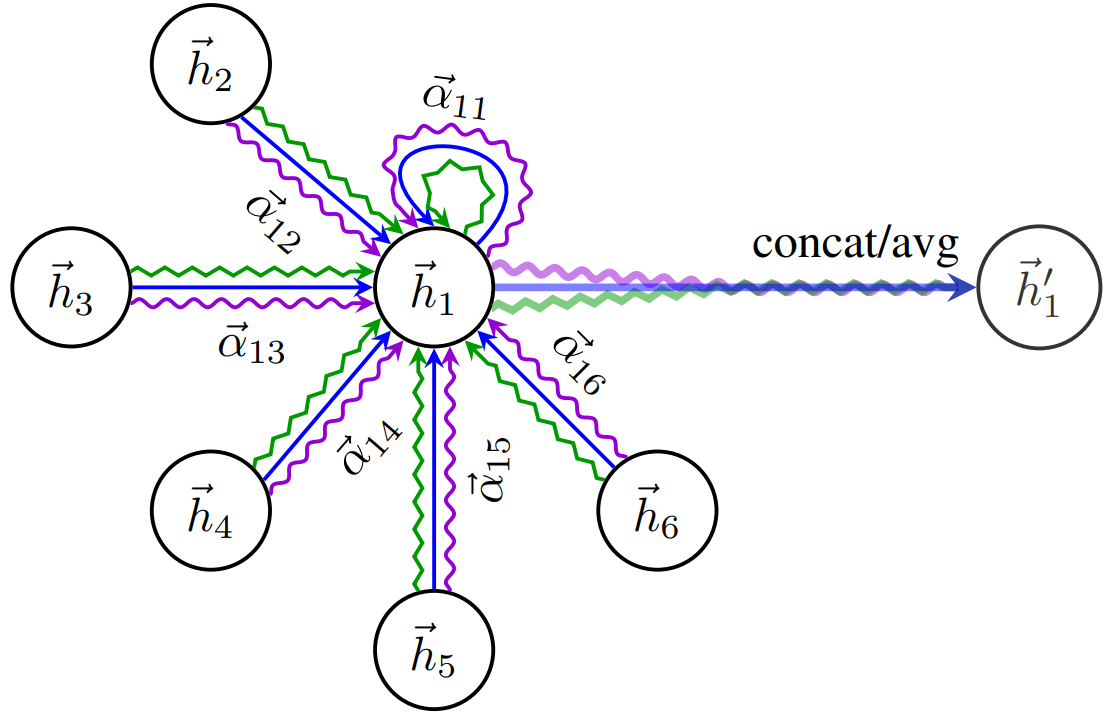 h⃗₂
α⃗₁₁
α⃗₁₂
concat/avg
h⃗₃
h⃗₁
h⃗′₁
α⃗₁₃
α⃗₁₆
α⃗₁₄
α⃗₁₅
h⃗₄
h⃗₆
h⃗₅